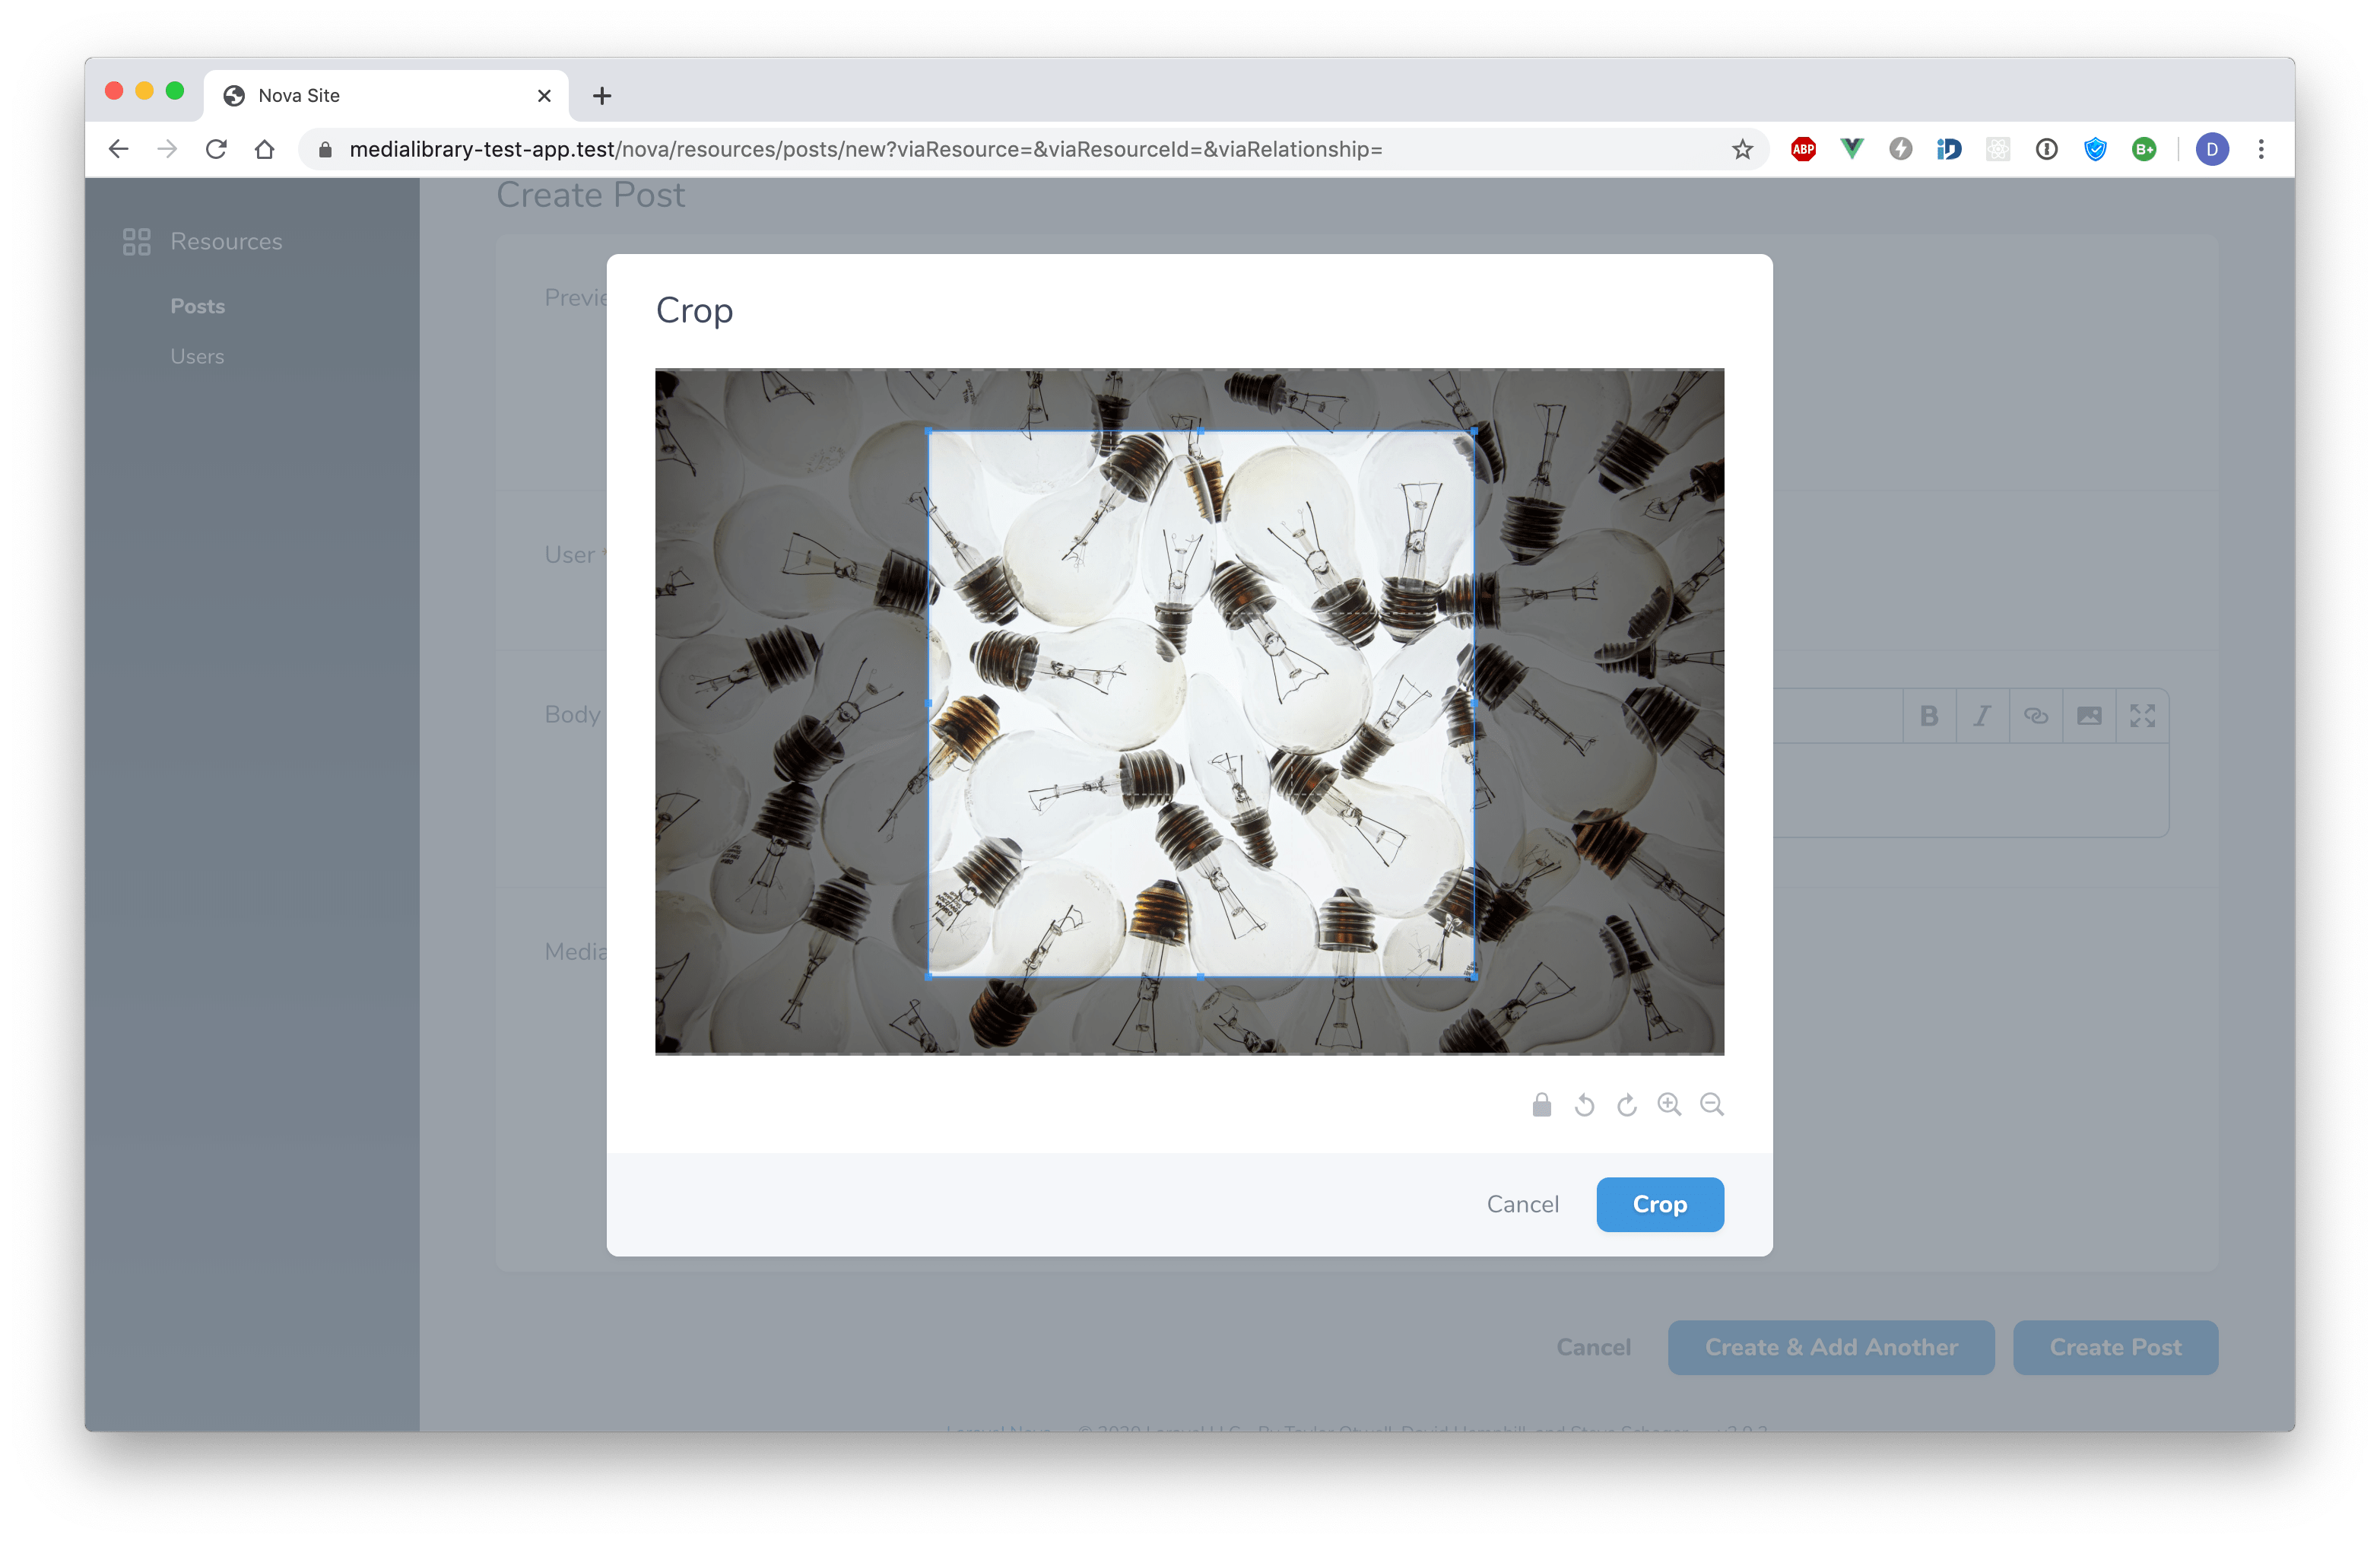 Nova Site
medialibrary-test-app.test/nova/resources/posts/new?viaResource=&viaResourceId=&viaRelationship=
ABP
B+
D
Create Post
Resources
Posts
Users
Previe
User *
Body
Media
B I
Crop
Cancel
Crop
Cancel
Create & Add Another
Create Post